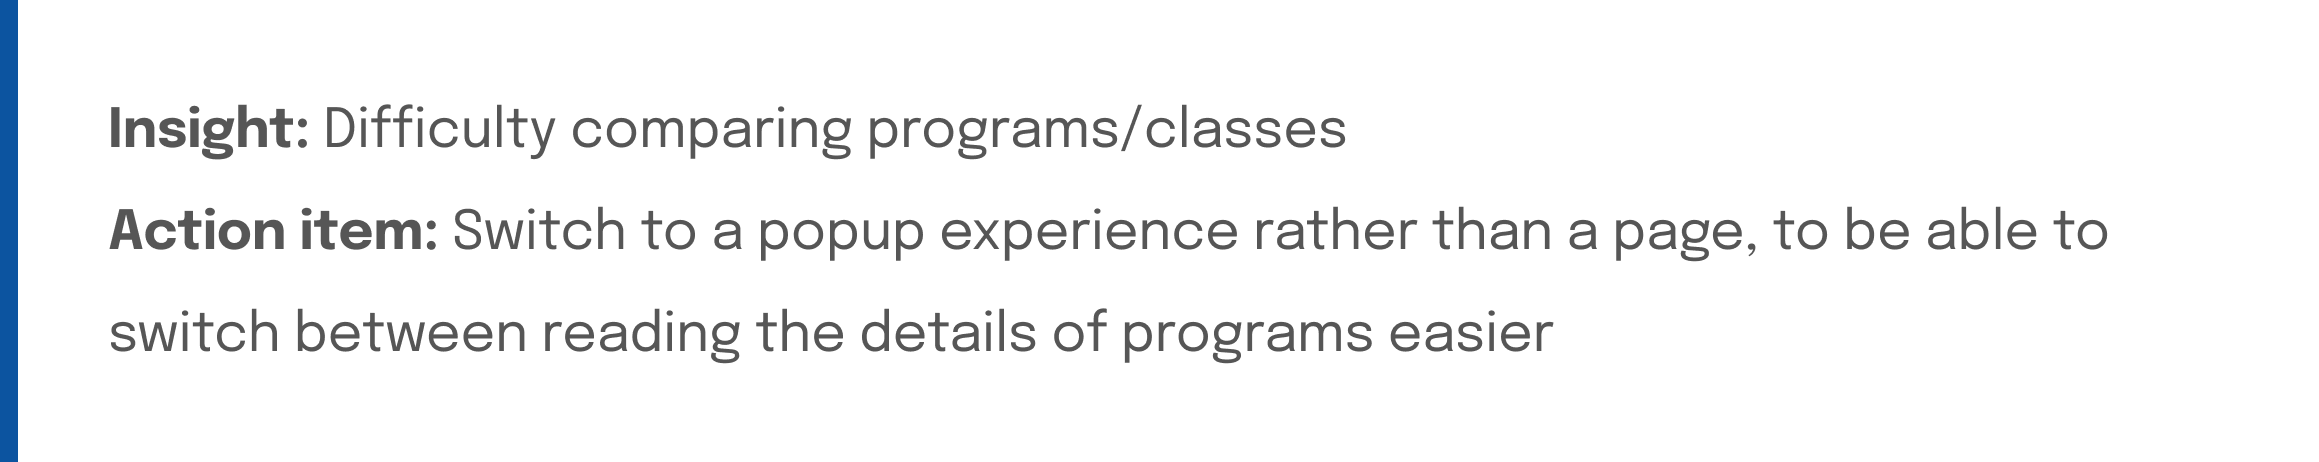 Insight: Difficulty comparing programs/classes
Action item: Switch to a popup experience rather than a page, to be able to
switch between reading the details of programs easier